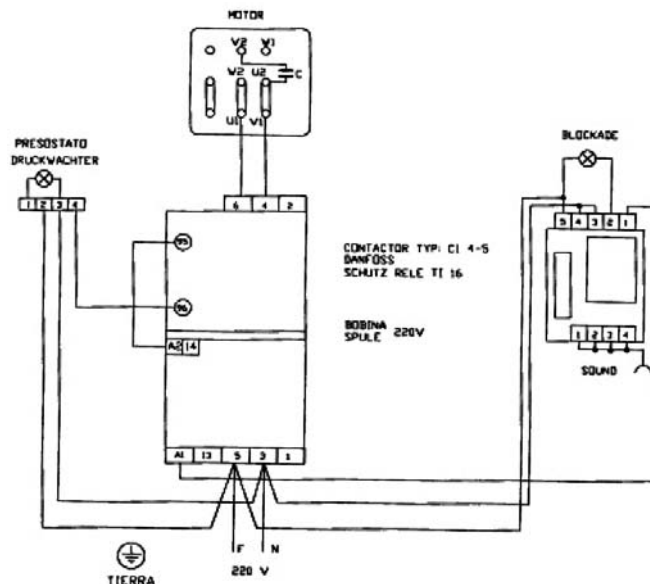 MOTOR
V2 W1
W2 U2 C
U1 V1
PRESOSTATO
DRUCKWACHTER
1 2 3 4
BLOCKADE
5 4 3 2 1
6 4 2
95
96
A2 14
CONTACTOR TYP: CI 4-5
DANFOSS
SCHUTZ RELE TI 16
BOBINA
SPULE 220V
1 2 3 4
SOUND
A1 13 5 3 1
F N
220 V
TIERRA